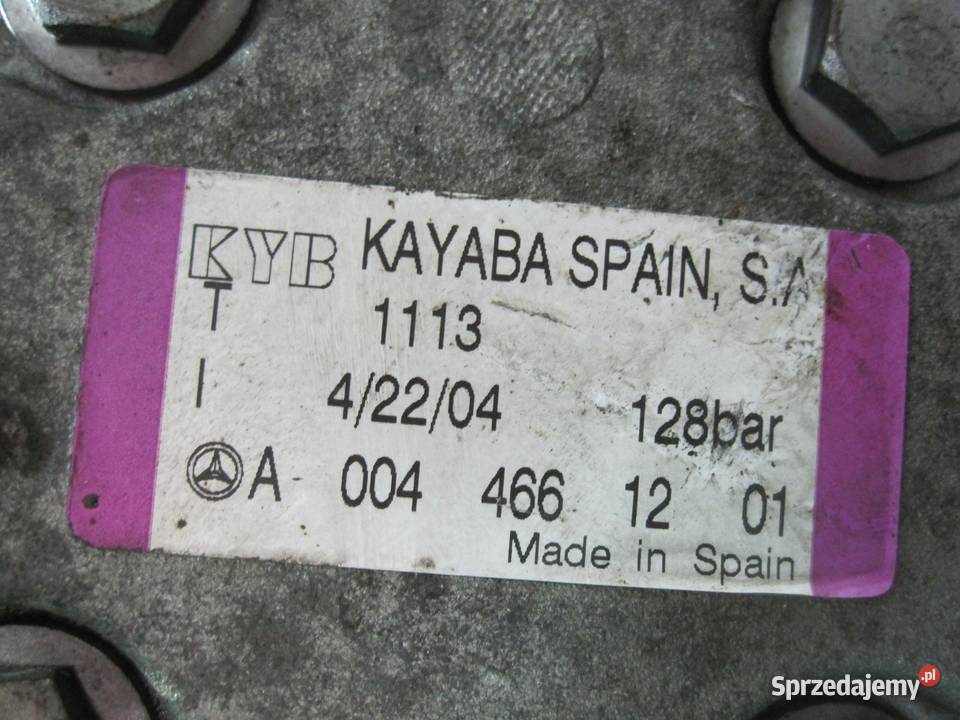 KYB KAYABA SPAIN, S.A
T 1113
I 4/22/04 128bar
A 004 466 12 01
Made in Spain
Sprzedajemy.pl